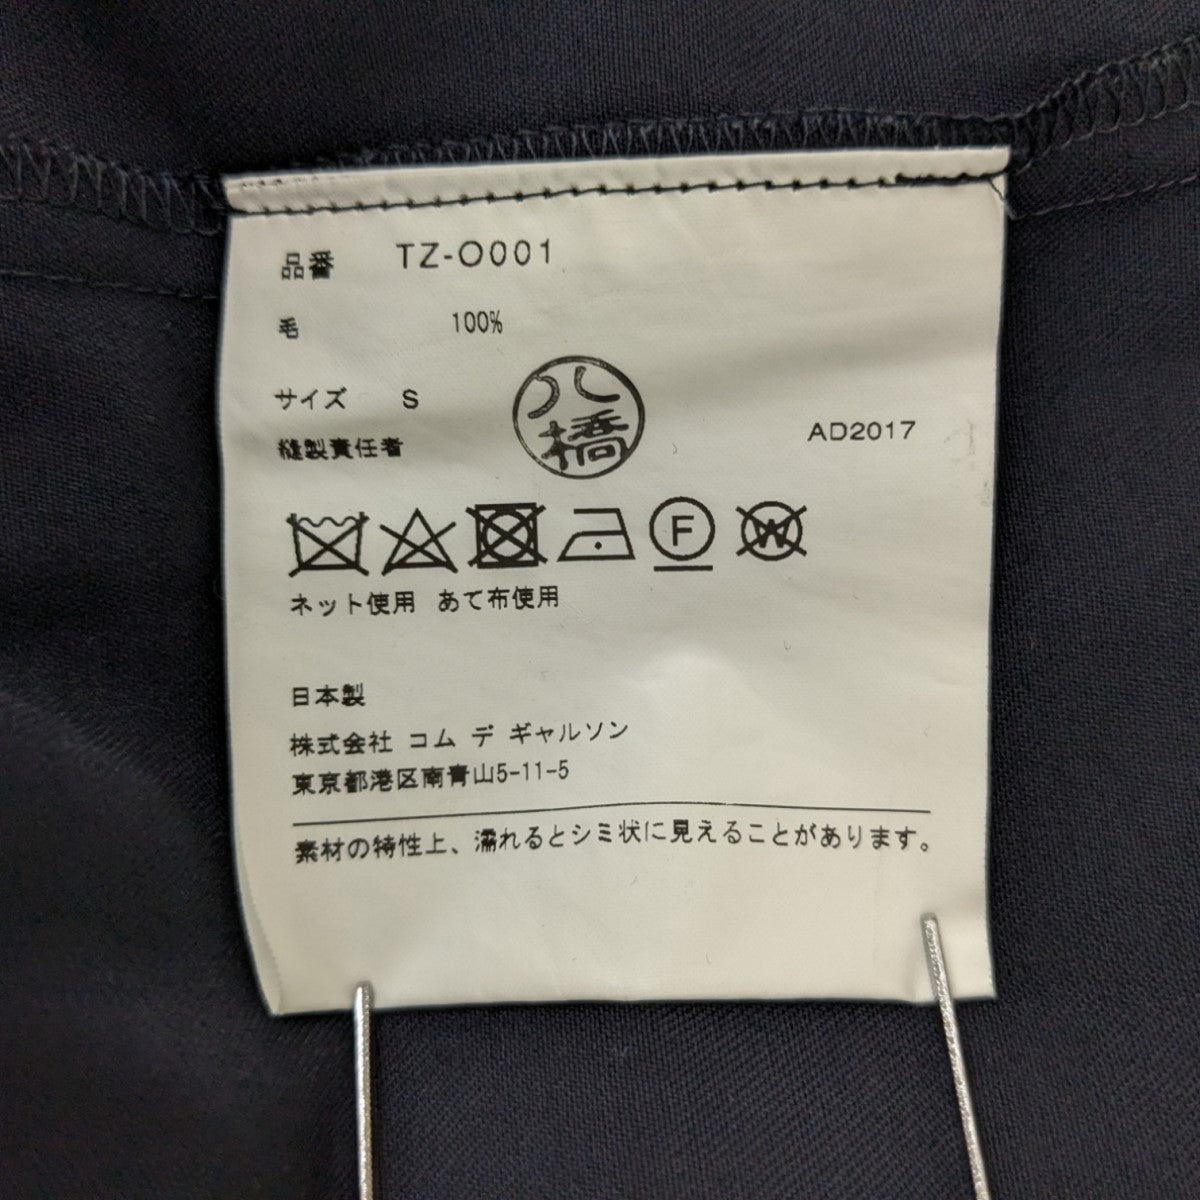 品番 TZ-O001
毛 100%
サイズ S
縫製責任者 八橋
AD2017
F W
ネット使用 あて布使用
日本製
株式会社 コム デ ギャルソン
東京都港区南青山5-11-5
素材の特性上、濡れるとシミ状に見えることがあります。